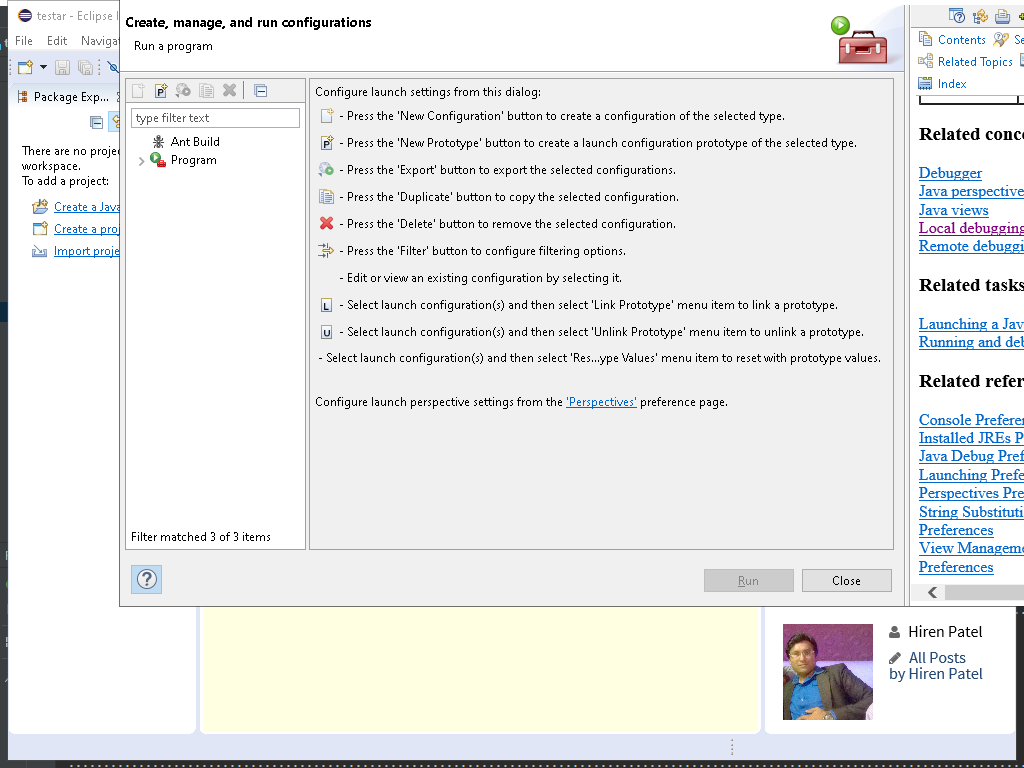 testar - Eclipse I
File Edit Naviga
Package Exp...
There are no proje
workspace.
To add a project:
Create a Java
Create a proj
Import proje
Create, manage, and run configurations
Run a program
type filter text
Ant Build
Program
Filter matched 3 of 3 items
Configure launch settings from this dialog:
- Press the 'New Configuration' button to create a configuration of the selected type.
- Press the 'New Prototype' button to create a launch configuration prototype of the selected type.
- Press the 'Export' button to export the selected configurations.
- Press the 'Duplicate' button to copy the selected configuration.
- Press the 'Delete' button to remove the selected configuration.
- Press the 'Filter' button to configure filtering options.
- Edit or view an existing configuration by selecting it.
L - Select launch configuration(s) and then select 'Link Prototype' menu item to link a prototype.
U - Select launch configuration(s) and then select 'Unlink Prototype' menu item to unlink a prototype.
- Select launch configuration(s) and then select 'Res...ype Values' menu item to reset with prototype values.
Configure launch perspective settings from the 'Perspectives' preference page.
?
Run Close
Contents Se
Related Topics
Index
Related conc
Debugger
Java perspective
Java views
Local debugging
Remote debuggi
Related tasks
Launching a Jav
Running and deb
Related refer
Console Prefere
Installed JREs P
Java Debug Pref
Launching Prefe
Perspectives Pre
String Substituti
Preferences
View Manageme
Preferences
Hiren Patel
All Posts
by Hiren Patel